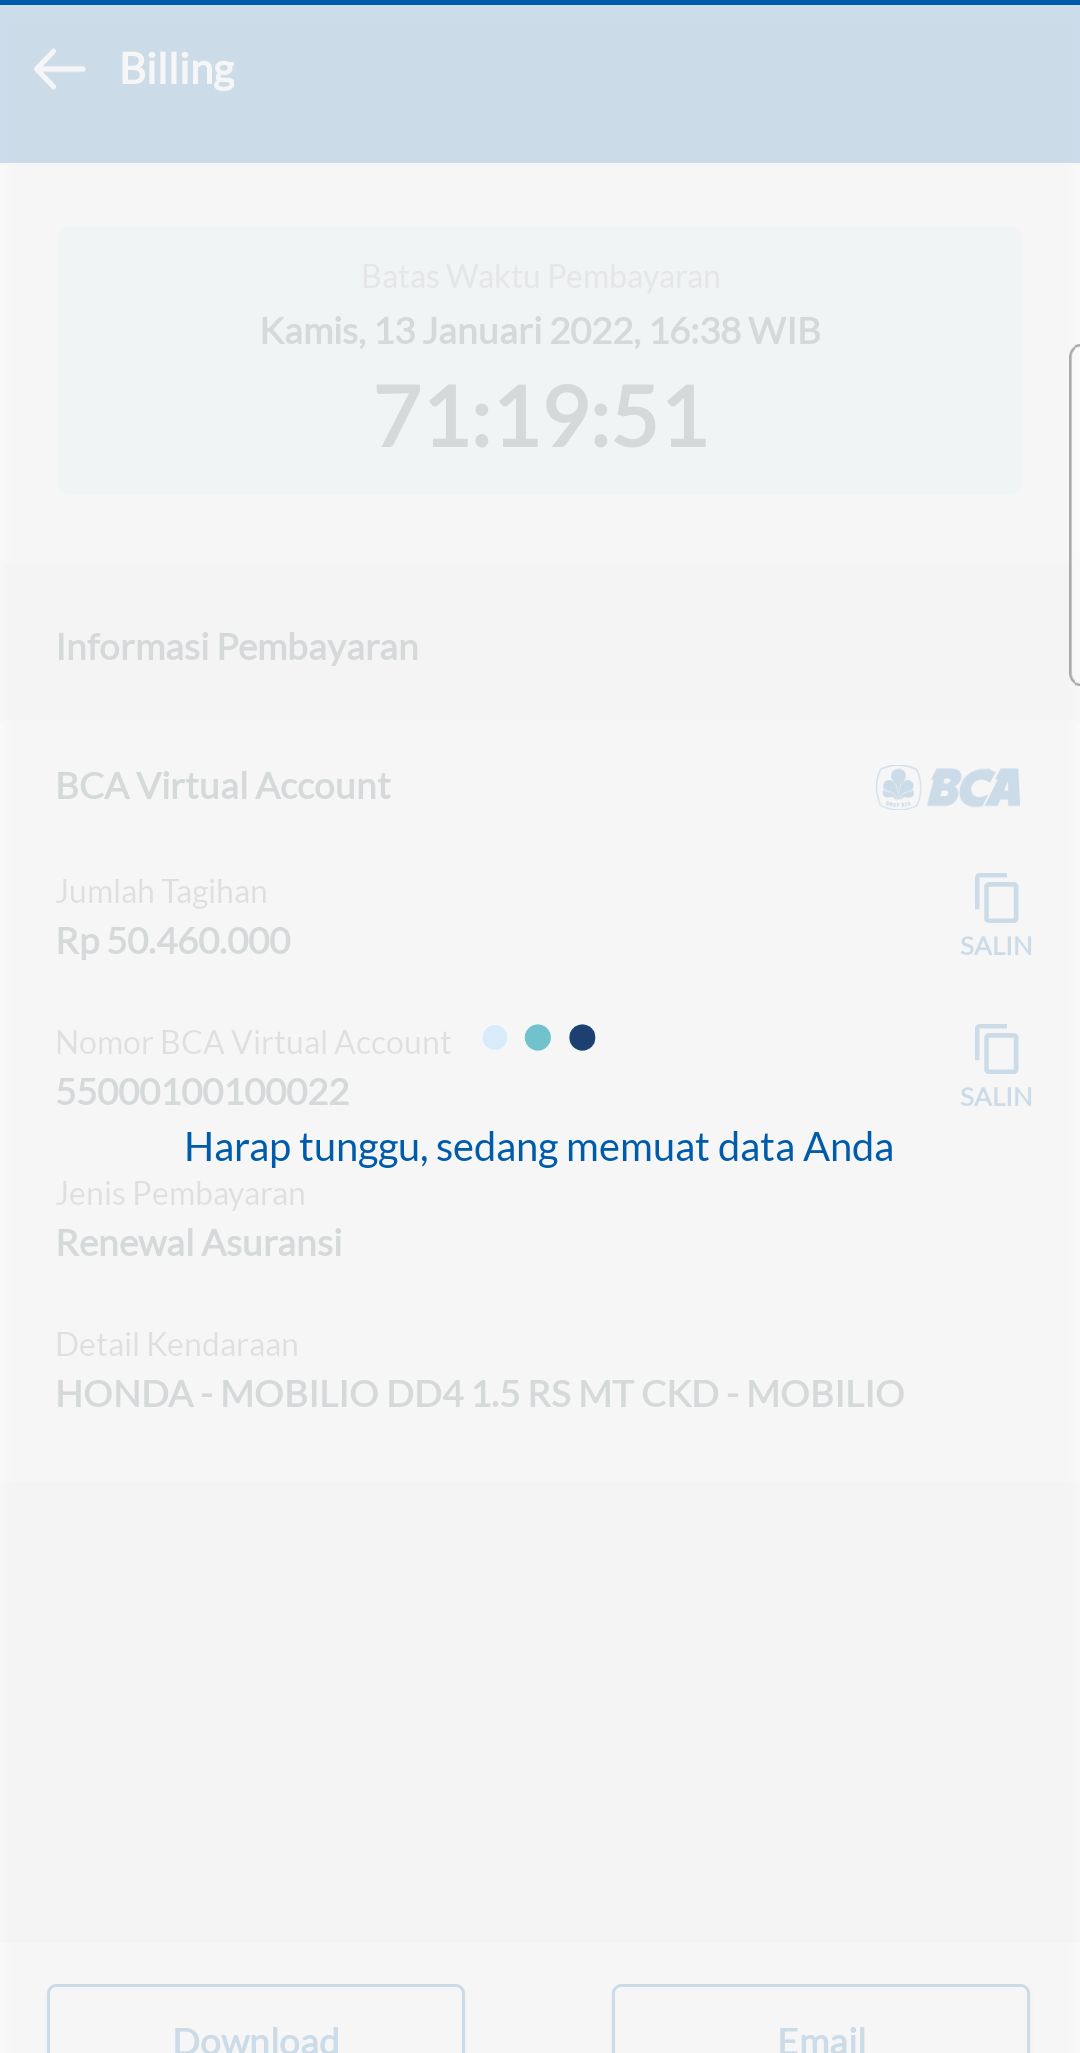 Billing
Batas Waktu Pembayaran
Kamis, 13 Januari 2022, 16:38 WIB
71:19:51
Informasi Pembayaran
BCA Virtual Account
BCA
Jumlah Tagihan
Rp 50.460.000
SALIN
Nomor BCA Virtual Account
55000100100022
SALIN
Harap tunggu, sedang memuat data Anda
Jenis Pembayaran
Renewal Asuransi
Detail Kendaraan
HONDA - MOBILIO DD4 1.5 RS MT CKD - MOBILIO
Download
Email